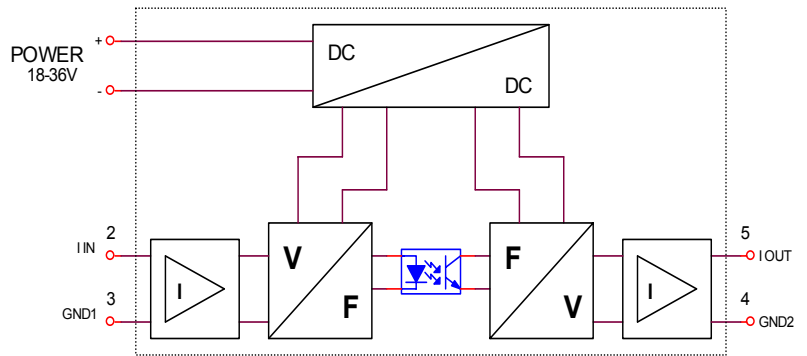 +
POWER
18-36V
-
DC
DC
2
I IN
3
GND1
I
V
F
F
V
I
5
I OUT
4
GND2